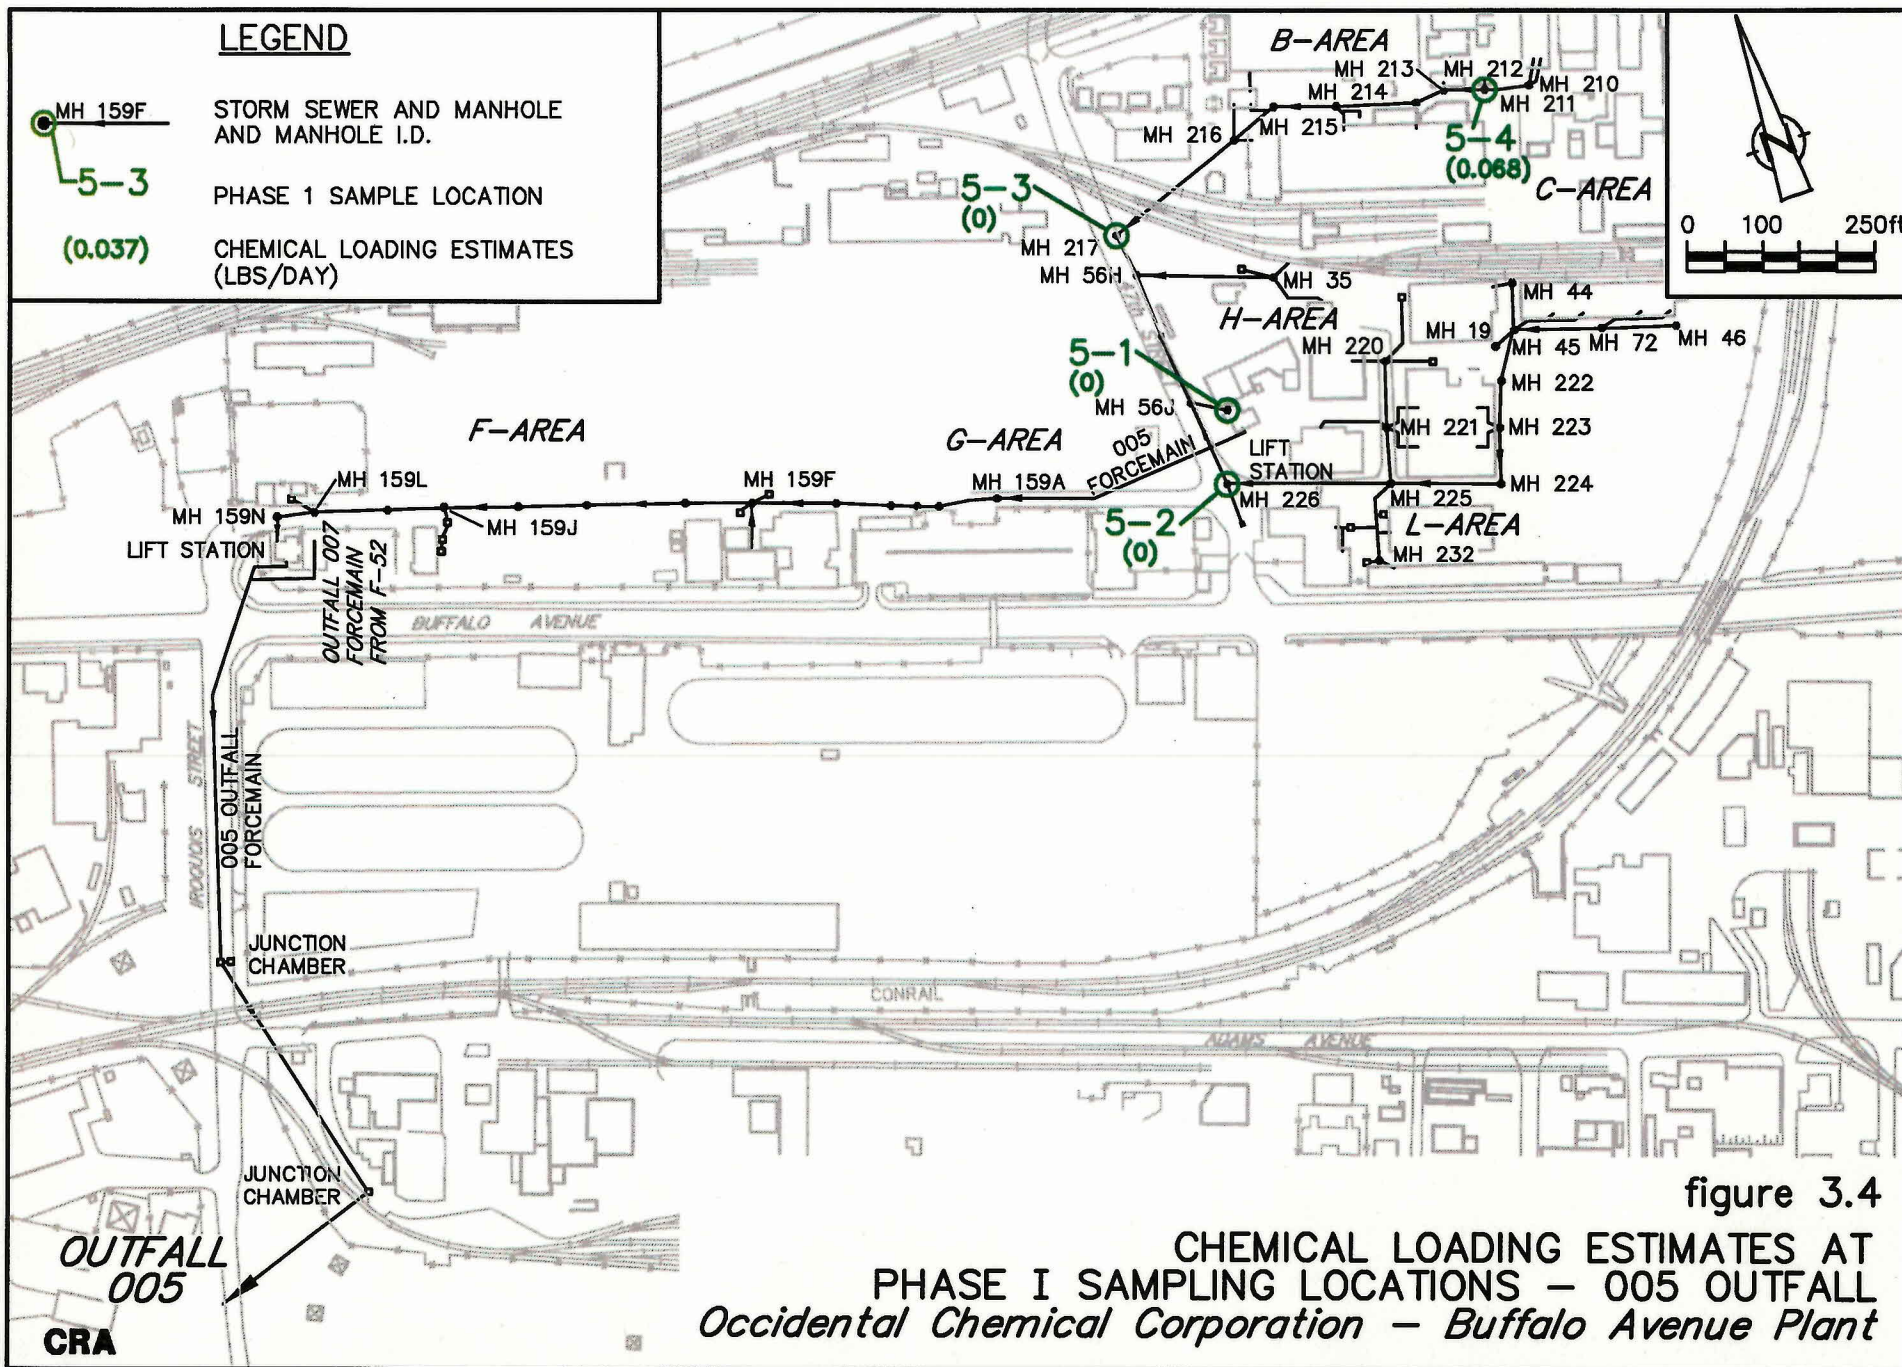 LEGEND
MH 159F
STORM SEWER AND MANHOLE
AND MANHOLE I.D.
5-3
PHASE 1 SAMPLE LOCATION
(0.037)
CHEMICAL LOADING ESTIMATES
(LBS/DAY)
B-AREA
MH 213
MH 212
MH 210
MH 214
MH 211
MH 216
MH 215
5-4
(0.068)
C-AREA
N
0 100 250ft
5-3
(0)
MH 217
MH 56H
MH 35
MH 44
47th
H-AREA
MH 19
MH 220
MH 45
MH 72
MH 46
5-1
(0)
MH 222
MH 56J
MH 221
MH 223
F-AREA
G-AREA
005
FORCEMAIN
LIFT
STATION
MH 159L
MH 159F
MH 159A
MH 226
MH 225
MH 224
MH 159N
MH 159J
5-2
(0)
L-AREA
LIFT STATION
MH 232
OUTFALL 007
FORCEMAIN
FROM F-52
BUFFALO AVENUE
IROQUOIS STREET
005 OUTFALL
FORCEMAIN
JUNCTION
CHAMBER
CONRAIL
ADAMS AVENUE
JUNCTION
CHAMBER
OUTFALL
005
figure 3.4
CHEMICAL LOADING ESTIMATES AT
PHASE I SAMPLING LOCATIONS - 005 OUTFALL
Occidental Chemical Corporation - Buffalo Avenue Plant
CRA